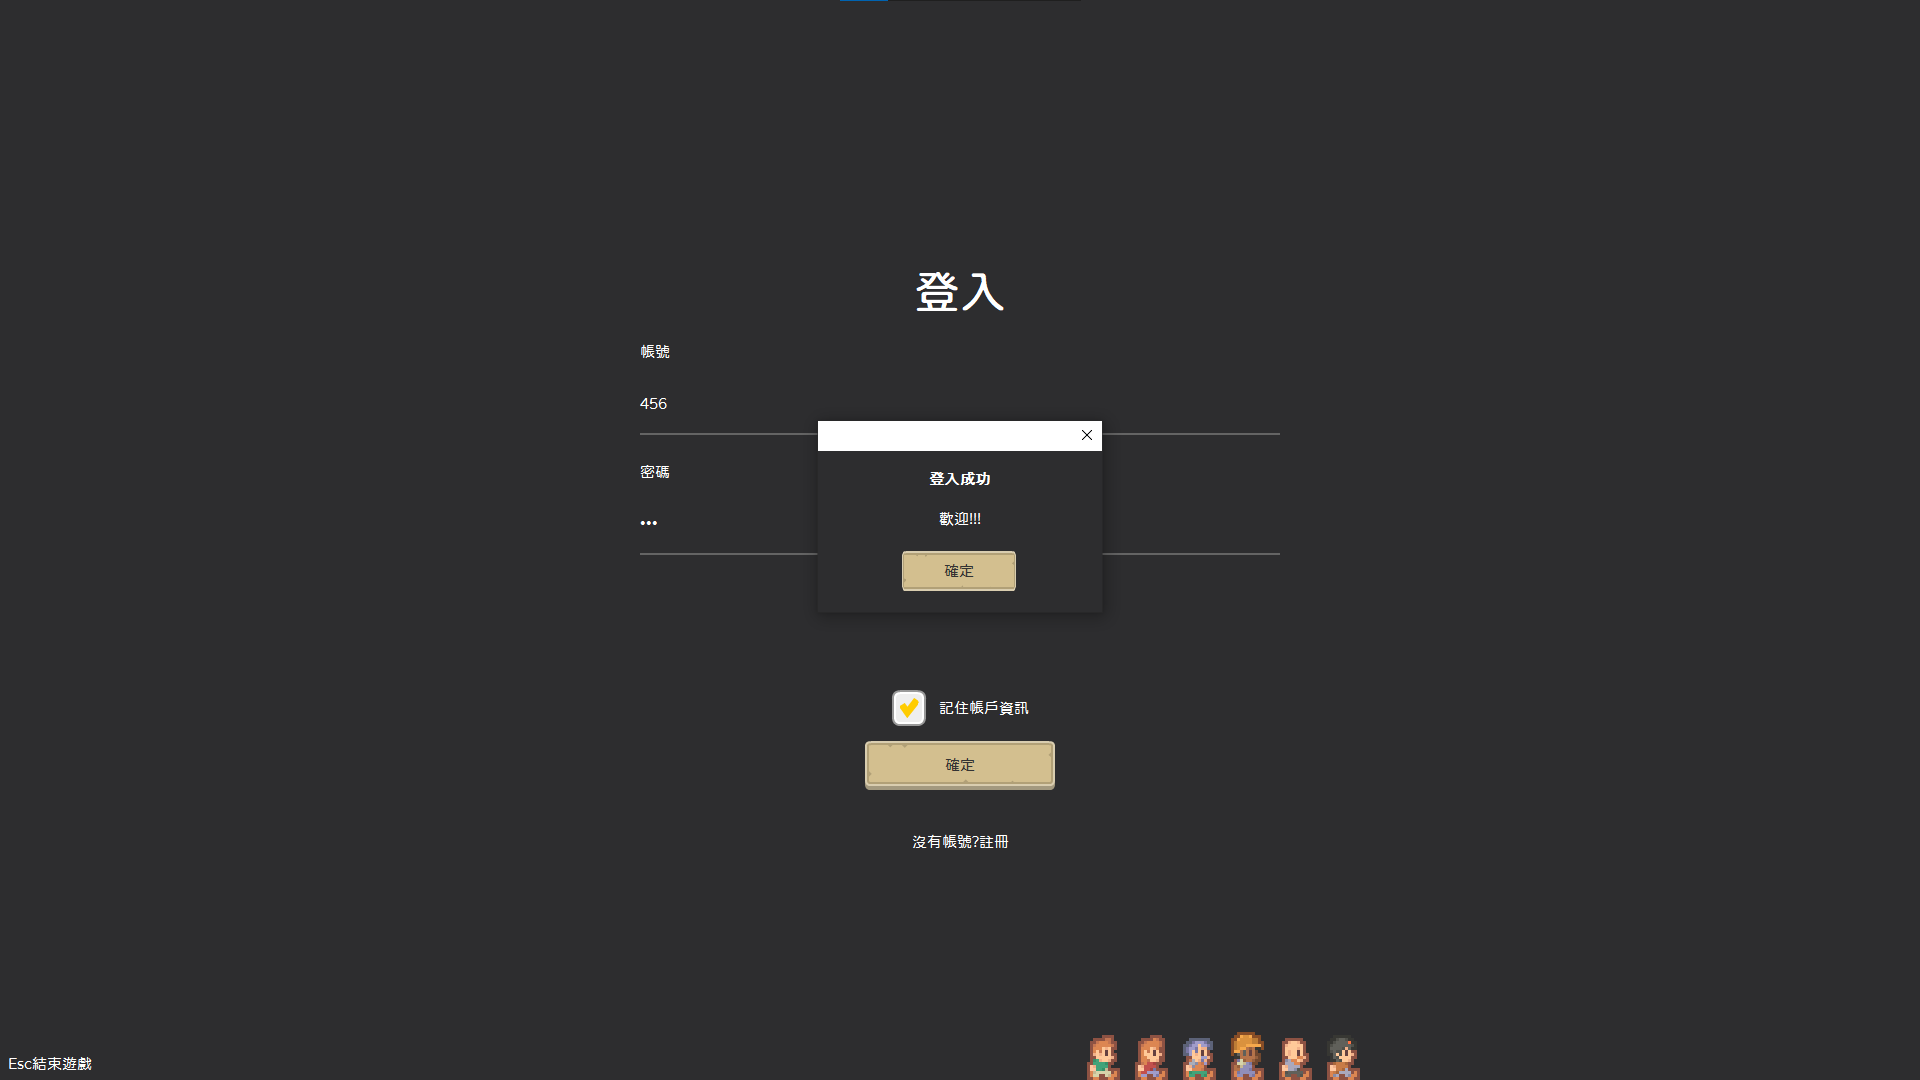 登入
帳號
456
密碼
•••
登入成功
歡迎!!!
確定
記住帳戶資訊
確定
沒有帳號?註冊
Esc結束遊戲